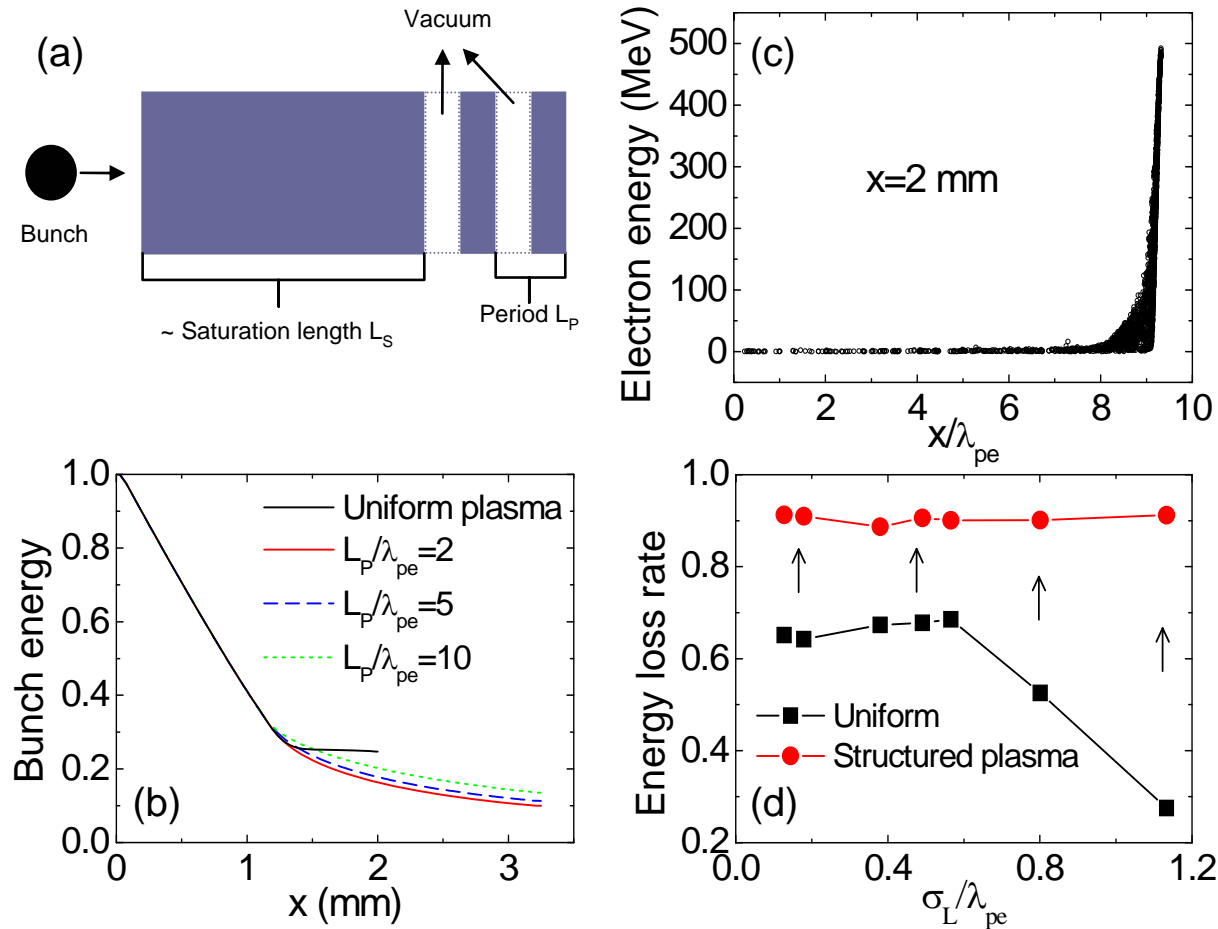 (a)
Vacuum
Bunch
~ Saturation length L_S
Period L_P
(c)
Electron energy (MeV)
500
400
300
200
100
0
x=2 mm
0 2 4 6 8 10
x/λ_pe
Bunch energy
1.0
0.8
0.6
0.4
0.2
0.0
Uniform plasma
L_P/λ_pe=2
L_P/λ_pe=5
L_P/λ_pe=10
(b)
0 1 2 3
x (mm)
Energy loss rate
1.0
0.8
0.6
0.4
0.2
Uniform
Structured plasma
(d)
0.0 0.4 0.8 1.2
σ_L/λ_pe